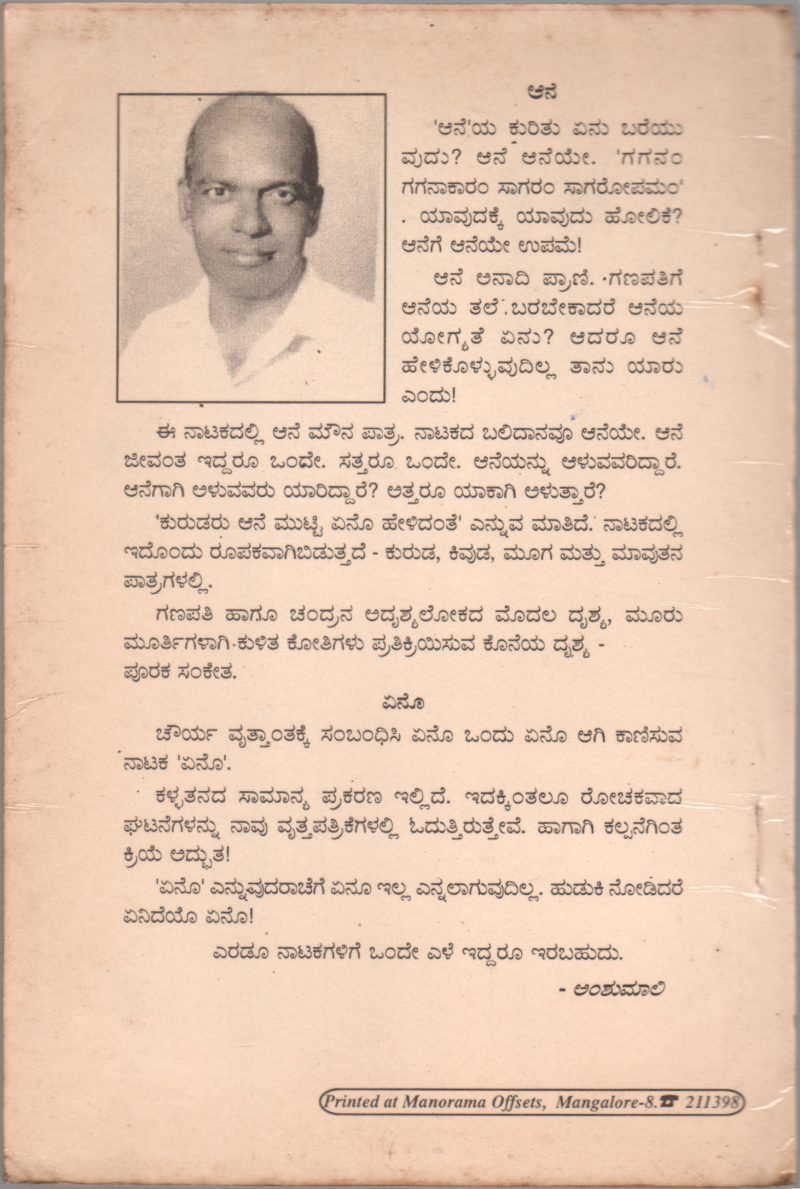 ಆನೆ
'ಆನೆ'ಯ ಕುರಿತು ಏನು ಬರೆಯು
ವುದು? ಆನೆ ಆನೆಯೇ. 'ಗಗನಂ
ಗಗನಾಕಾರಂ ಸಾಗರಂ ಸಾಗರೋಪಮಂ'
. ಯಾವುದಕ್ಕೆ ಯಾವುದು ಹೋಲಿಕೆ?
ಆನೆಗೆ ಆನೆಯೇ ಉಪಮೆ!
ಆನೆ ಅನಾದಿ ಪ್ರಾಣಿ. ಗಣಪತಿಗೆ
ಆನೆಯ ತಲೆ ಬರಬೇಕಾದರೆ ಆನೆಯ
ಯೋಗ್ಯತೆ ಏನು? ಆದರೂ ಆನೆ
ಹೇಳಿಕೊಳ್ಳುವುದಿಲ್ಲ ತಾನು ಯಾರು
ಎಂದು!
ಈ ನಾಟಕದಲ್ಲಿ ಆನೆ ಮೌನ ಪಾತ್ರ. ನಾಟಕದ ಬಲಿದಾನವೂ ಆನೆಯೇ. ಆನೆ
ಜೀವಂತ ಇದ್ದರೂ ಒಂದೇ. ಸತ್ತರೂ ಒಂದೇ. ಆನೆಯನ್ನು ಆಳುವವರಿದ್ದಾರೆ.
ಆನೆಗಾಗಿ ಅಳುವವರು ಯಾರಿದ್ದಾರೆ? ಅತ್ತರೂ ಯಾಕಾಗಿ ಅಳುತ್ತಾರೆ?
'ಕುರುಡರು ಆನೆ ಮುಟ್ಟಿ ಏನೊ ಹೇಳಿದಂತೆ' ಎನ್ನುವ ಮಾತಿದೆ. ನಾಟಕದಲ್ಲಿ
ಇದೊಂದು ರೂಪಕವಾಗಿಬಿಡುತ್ತದೆ - ಕುರುಡ, ಕಿವುಡ, ಮೂಗ ಮತ್ತು ಮಾವುತನ
ಪಾತ್ರಗಳಲ್ಲಿ.
ಗಣಪತಿ ಹಾಗೂ ಚಂದ್ರನ ಅದೃಶ್ಯಲೋಕದ ಮೊದಲ ದೃಶ್ಯ, ಮೂರು
ಮೂರ್ತಿಗಳಾಗಿ ಕುಳಿತ ಕೋತಿಗಳು ಪ್ರತಿಕ್ರಿಯಿಸುವ ಕೊನೆಯ ದೃಶ್ಯ -
ಪೂರಕ ಸಂಕೇತ.
ಏನೊ
ಚೌರ್ಯ ವೃತ್ತಾಂತಕ್ಕೆ ಸಂಬಂಧಿಸಿ ಏನೊ ಒಂದು ಏನೊ ಆಗಿ ಕಾಣಿಸುವ
ನಾಟಕ 'ಏನೊ'.
ಕಳ್ಳತನದ ಸಾಮಾನ್ಯ ಪ್ರಕರಣ ಇಲ್ಲಿದೆ. ಇದಕ್ಕಿಂತಲೂ ರೋಚಕವಾದ
ಘಟನೆಗಳನ್ನು ನಾವು ವೃತ್ತಪತ್ರಿಕೆಗಳಲ್ಲಿ ಓದುತ್ತಿರುತ್ತೇವೆ. ಹಾಗಾಗಿ ಕಲ್ಪನೆಗಿಂತ
ಕ್ರಿಯೆ ಅದ್ಭುತ!
'ಏನೊ' ಎನ್ನುವುದರಾಚೆಗೆ ಏನೂ ಇಲ್ಲ ಎನ್ನಲಾಗುವುದಿಲ್ಲ. ಹುಡುಕಿ ನೋಡಿದರೆ
ಏನಿದೆಯೊ ಏನೊ!
ಎರಡೂ ನಾಟಕಗಳಿಗೆ ಒಂದೇ ಎಳೆ ಇದ್ದರೂ ಇರಬಹುದು.
- ಅಂಶುಮಾಲಿ
Printed at Manorama Offsets, Mangalore-8.☎ 211398